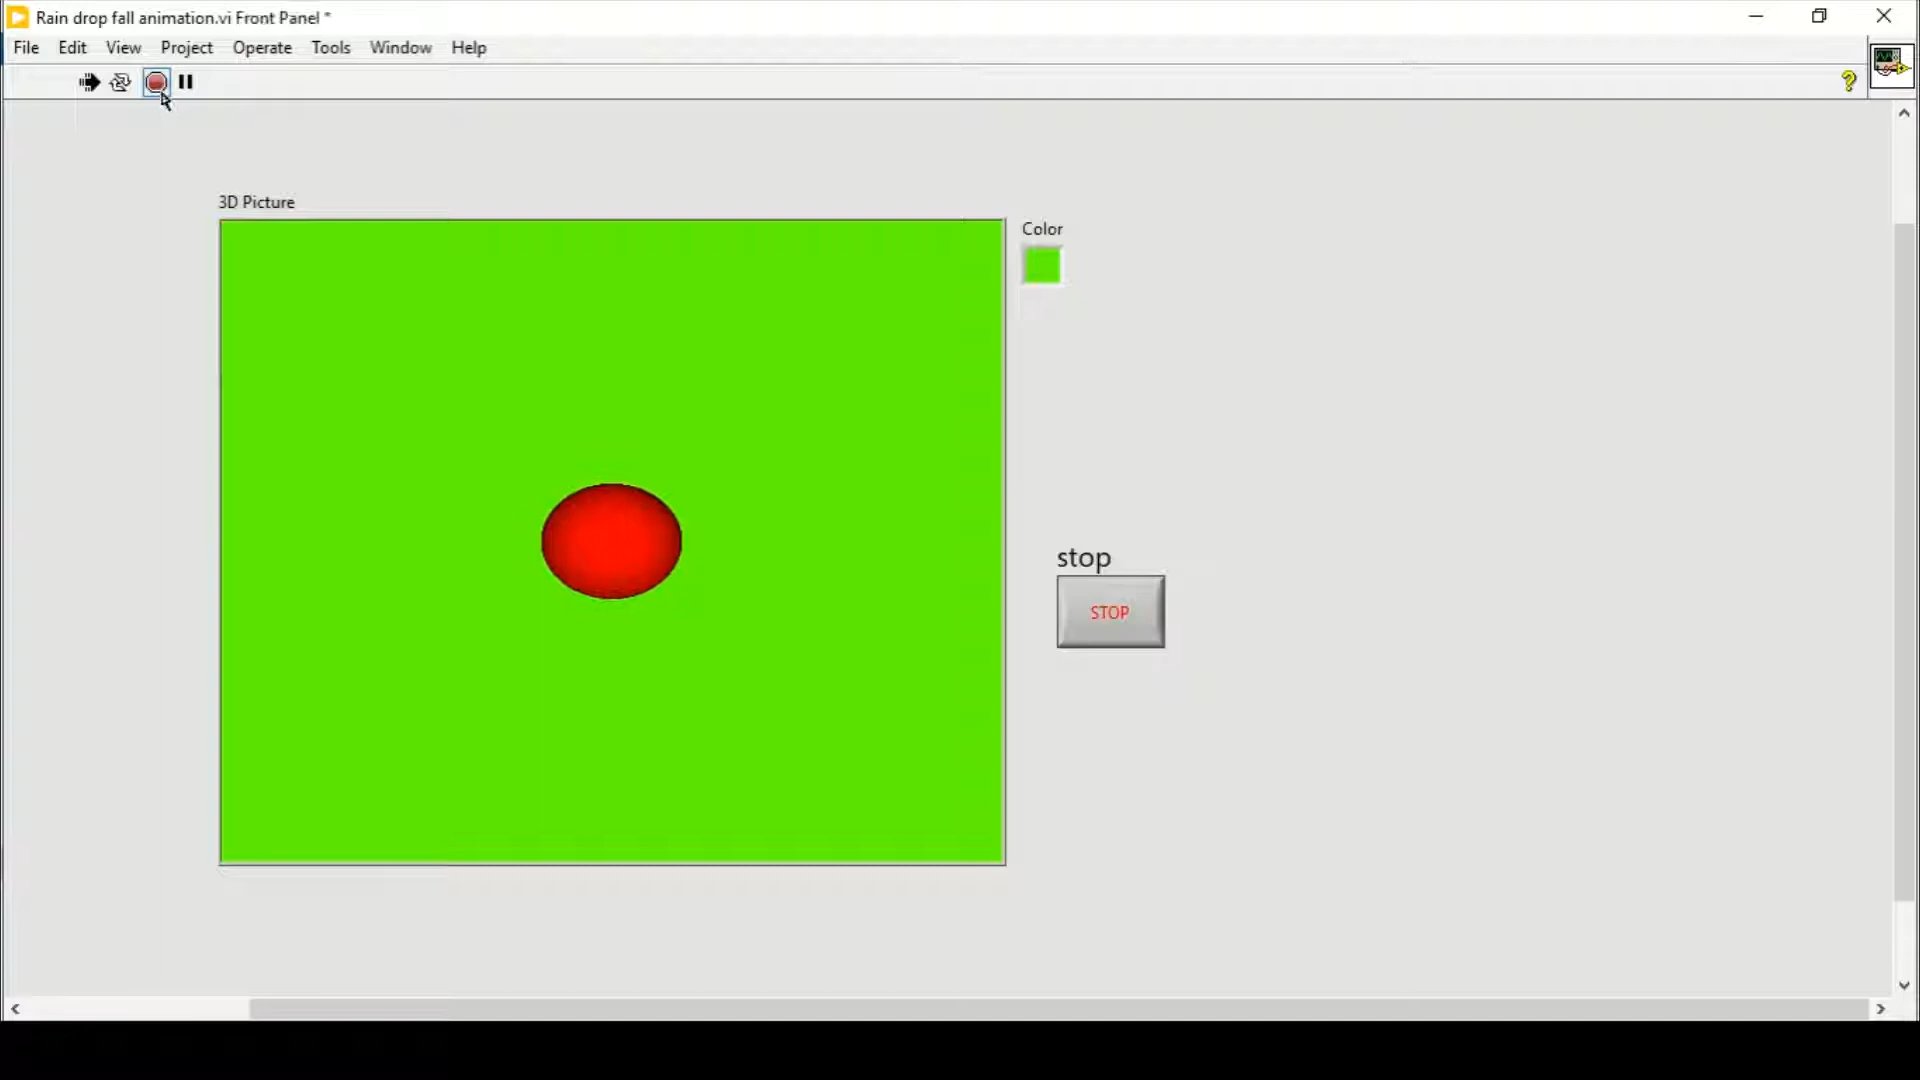 Rain drop fall animation.vi Front Panel *
File Edit View Project Operate Tools Window Help
?
3D Picture
Color
stop
STOP